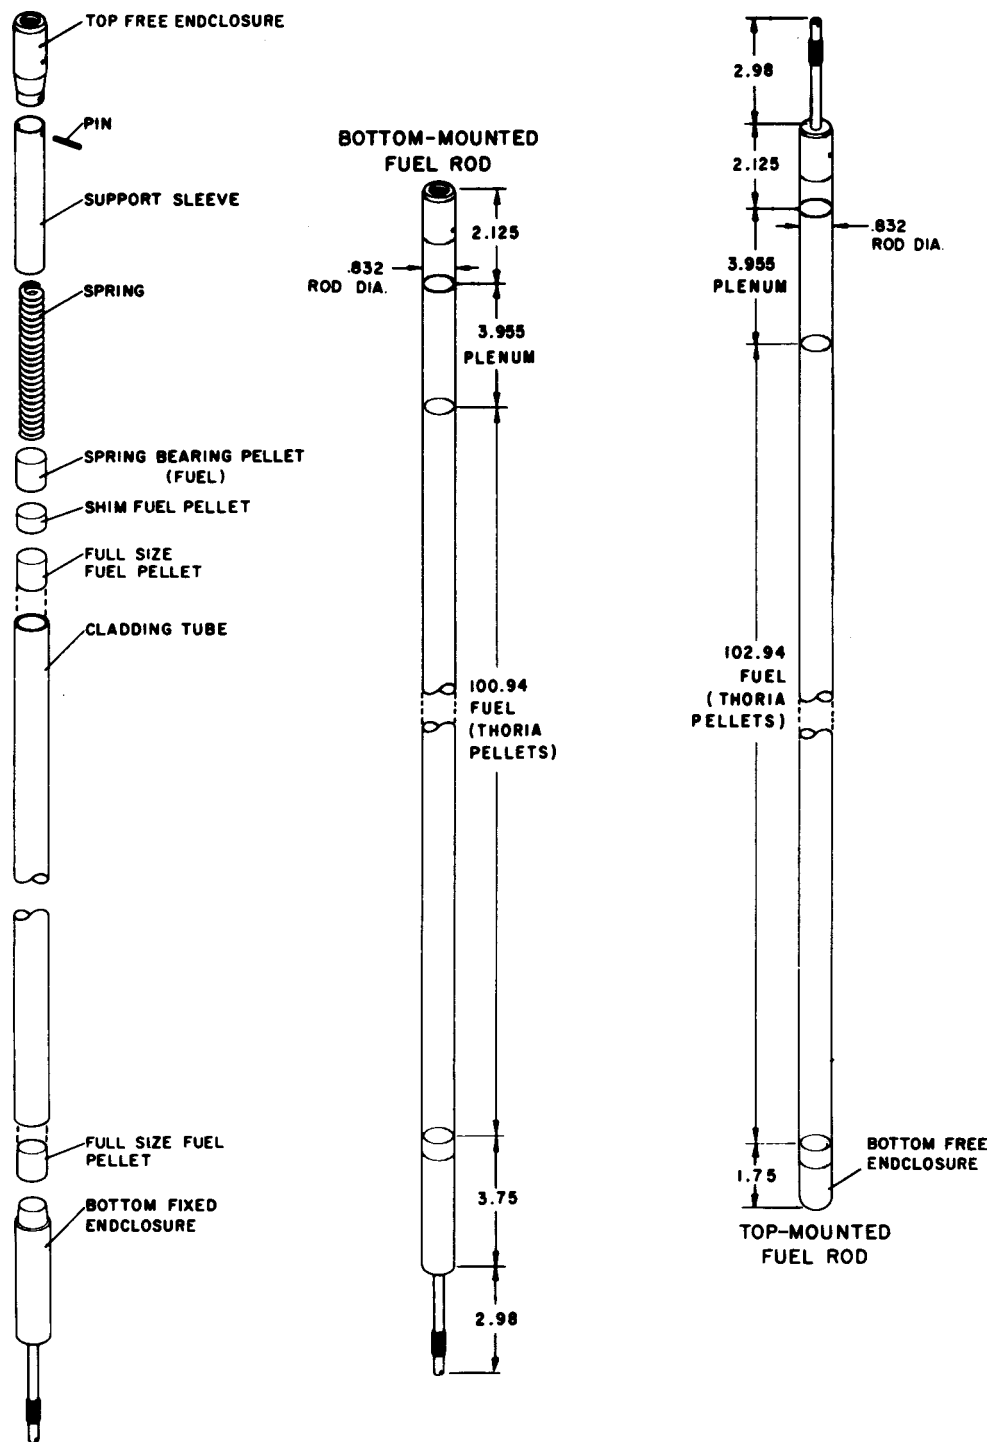 TOP FREE ENDCLOSURE
PIN
SUPPORT SLEEVE
SPRING
SPRING BEARING PELLET
(FUEL)
SHIM FUEL PELLET
FULL SIZE
FUEL PELLET
CLADDING TUBE
FULL SIZE FUEL
PELLET
BOTTOM FIXED
ENDCLOSURE
BOTTOM-MOUNTED
FUEL ROD
2.125
.832
ROD DIA.
3.955
PLENUM
100.94
FUEL
(THORIA
PELLETS)
3.75
2.98
2.98
2.125
.832
ROD DIA.
3.955
PLENUM
102.94
FUEL
(THORIA
PELLETS)
BOTTOM FREE
ENDCLOSURE
1.75
TOP-MOUNTED
FUEL ROD